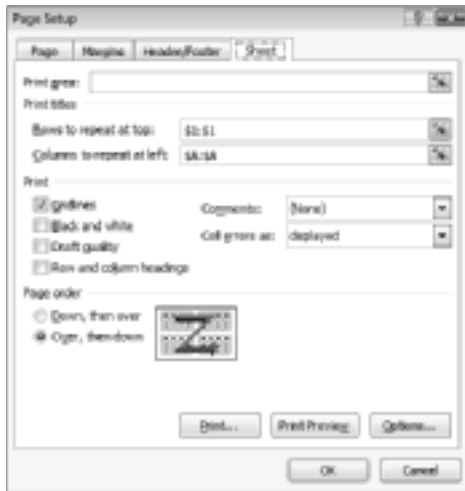 Page Setup
Page Margins Header/Footer Sheet
Print area:
Print titles
Rows to repeat at top: $1:$1
Columns to repeat at left: $A:$A
Print
Gridlines Comments: (None)
Black and white Cell errors as: displayed
Draft quality
Row and column headings
Page order
Down, then over
Over, then down
Print... Print Preview Options...
OK Cancel